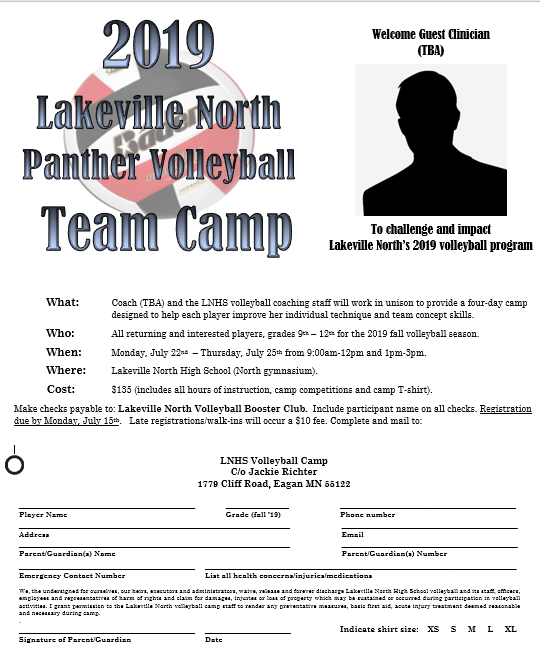 2019
Lakeville North
Panther Volleyball
Team Camp
Baden
Welcome Guest Clinician
(TBA)
To challenge and impact
Lakeville North's 2019 volleyball program
What: Coach (TBA) and the LNHS volleyball coaching staff will work in unison to provide a four-day camp
designed to help each player improve her individual technique and team concept skills.
Who: All returning and interested players, grades 9th – 12th for the 2019 fall volleyball season.
When: Monday, July 22nd – Thursday, July 25th from 9:00am-12pm and 1pm-3pm.
Where: Lakeville North High School (North gymnasium).
Cost: $135 (includes all hours of instruction, camp competitions and camp T-shirt).
Make checks payable to: Lakeville North Volleyball Booster Club. Include participant name on all checks. Registration
due by Monday, July 15th. Late registrations/walk-ins will occur a $10 fee. Complete and mail to:
LNHS Volleyball Camp
C/o Jackie Richter
1779 Cliff Road, Eagan MN 55122
Player Name Grade (fall '19) Phone number
Address Email
Parent/Guardian(s) Name Parent/Guardian(s) Number
Emergency Contact Number List all health concerns/injuries/medications
We, the undersigned for ourselves, our heirs, executors and administrators, waive, release and forever discharge Lakeville North High School volleyball and its staff, officers,
employees and representatives of harm of rights and claim for damages, injuries or loss of property which may be sustained or occurred during participation in volleyball
activities. I grant permission to the Lakeville North volleyball camp staff to render any preventative measures, basic first aid, acute injury treatment deemed reasonable
and necessary during camp.
.
Indicate shirt size: XS S M L XL
Signature of Parent/Guardian Date